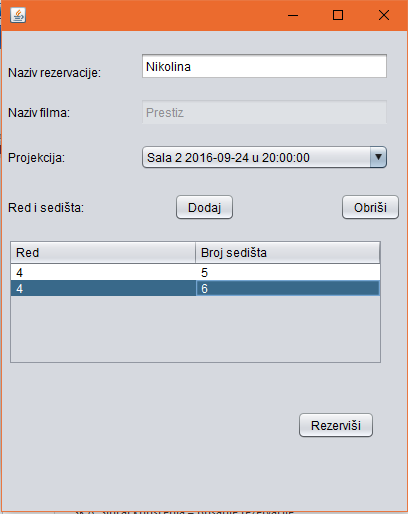 Naziv rezervacije: Nikolina
Naziv filma: Prestiz
Projekcija: Sala 2 2016-09-24 u 20:00:00
Red i sedišta: Dodaj Obriši
Red Broj sedišta
4 5
4 6
Rezerviši